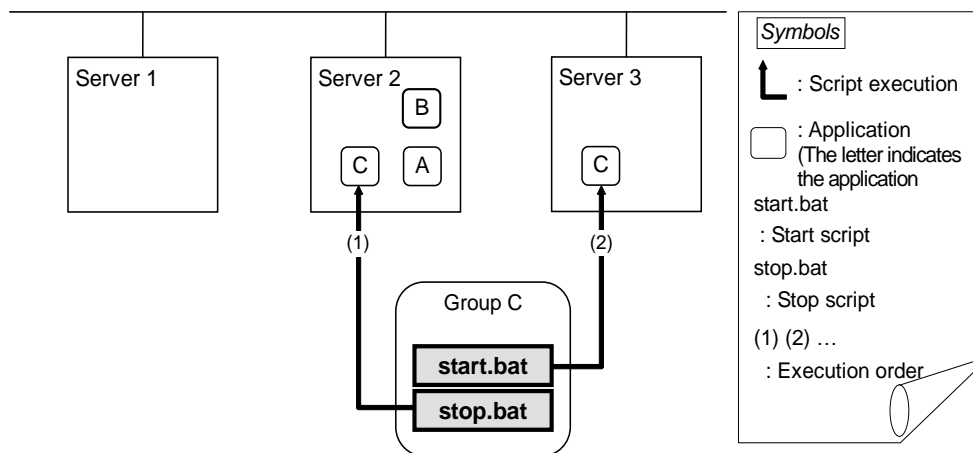 Server 1
Server 2
Server 3
B
C
A
C
(1)
(2)
Group C
start.bat
stop.bat
Symbols
: Script execution
: Application
(The letter indicates
the application
start.bat
: Start script
stop.bat
: Stop script
(1) (2) …
: Execution order